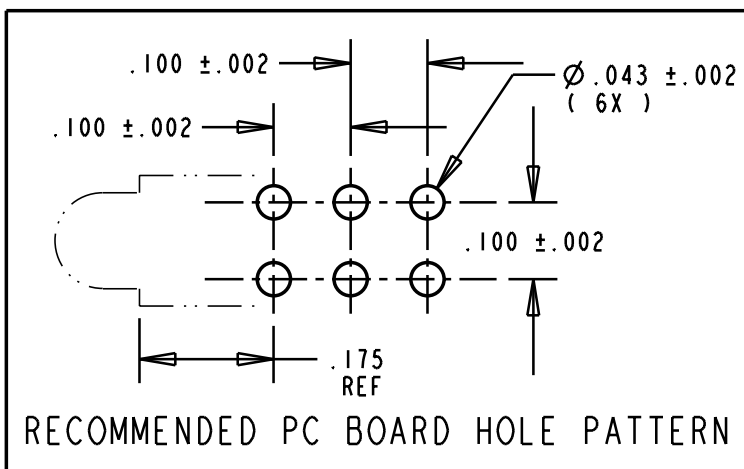 .100 ±.002
Ø .043 ±.002
( 6X )
.100 ±.002
.100 ±.002
.175
REF
RECOMMENDED PC BOARD HOLE PATTERN